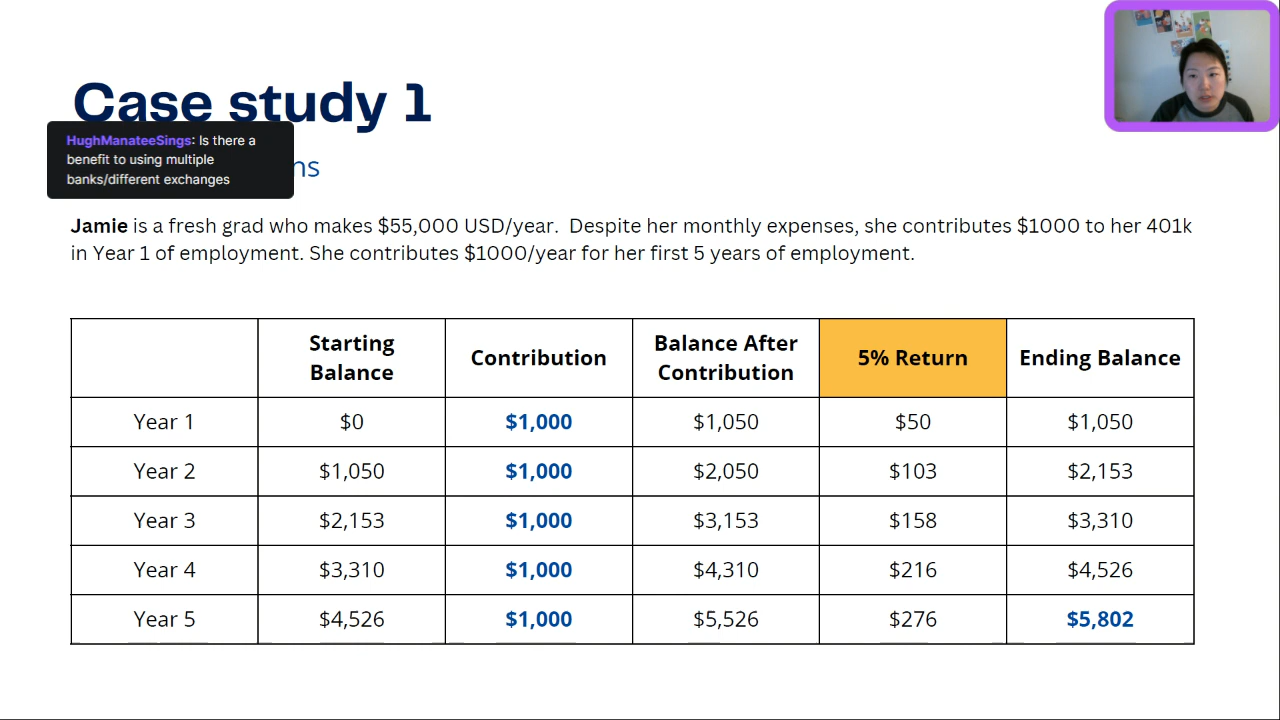 Case study 1
HughManateeSings: Is there a
benefit to using multiple
banks/different exchanges
Jamie is a fresh grad who makes $55,000 USD/year. Despite her monthly expenses, she contributes $1000 to her 401k
in Year 1 of employment. She contributes $1000/year for her first 5 years of employment.
Starting Balance Contribution Balance After Contribution 5% Return Ending Balance
Year 1 $0 $1,000 $1,050 $50 $1,050
Year 2 $1,050 $1,000 $2,050 $103 $2,153
Year 3 $2,153 $1,000 $3,153 $158 $3,310
Year 4 $3,310 $1,000 $4,310 $216 $4,526
Year 5 $4,526 $1,000 $5,526 $276 $5,802